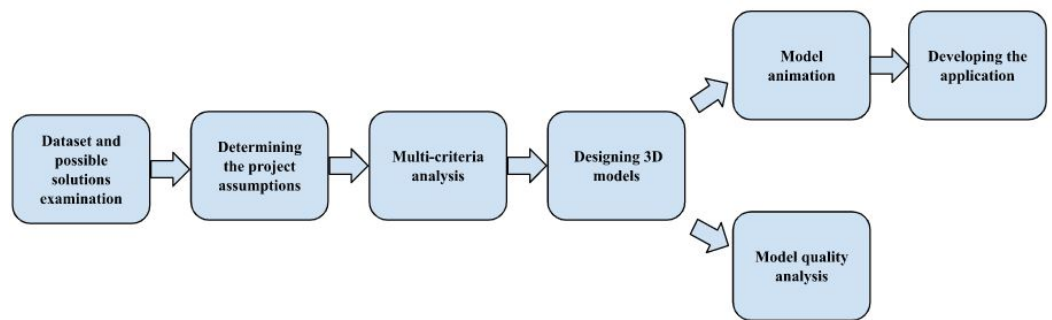 Dataset and
possible
solutions
examination
Determining
the project
assumptions
Multi-criteria
analysis
Designing 3D
models
Model
animation
Developing the
application
Model quality
analysis